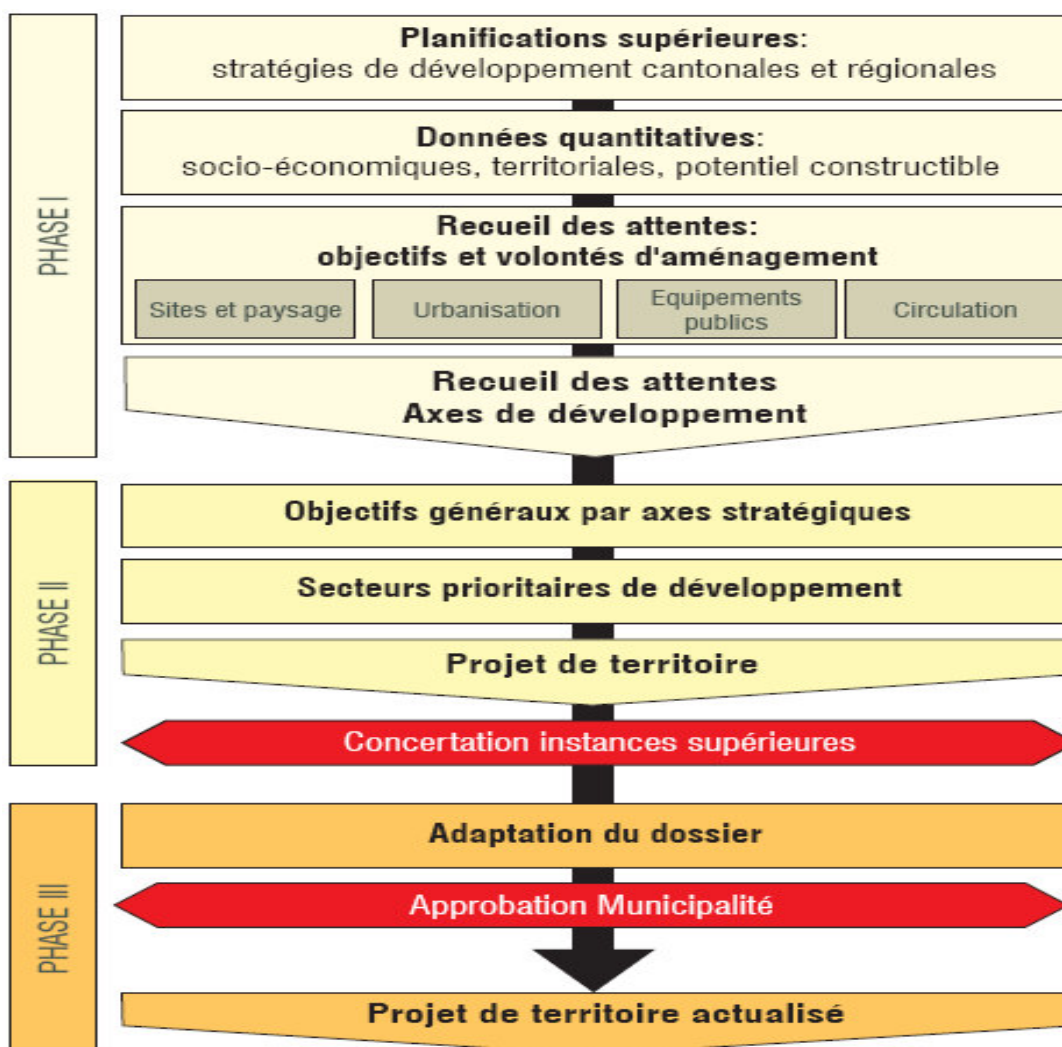 PHASE I
Planifications supérieures:
stratégies de développement cantonales et régionales
Données quantitatives:
socio-économiques, territoriales, potentiel constructible
Recueil des attentes:
objectifs et volontés d'aménagement
Sites et paysage
Urbanisation
Equipements
publics
Circulation
Recueil des attentes
Axes de développement
PHASE II
Objectifs généraux par axes stratégiques
Secteurs prioritaires de développement
Projet de territoire
Concertation instances supérieures
PHASE III
Adaptation du dossier
Approbation Municipalité
Projet de territoire actualisé